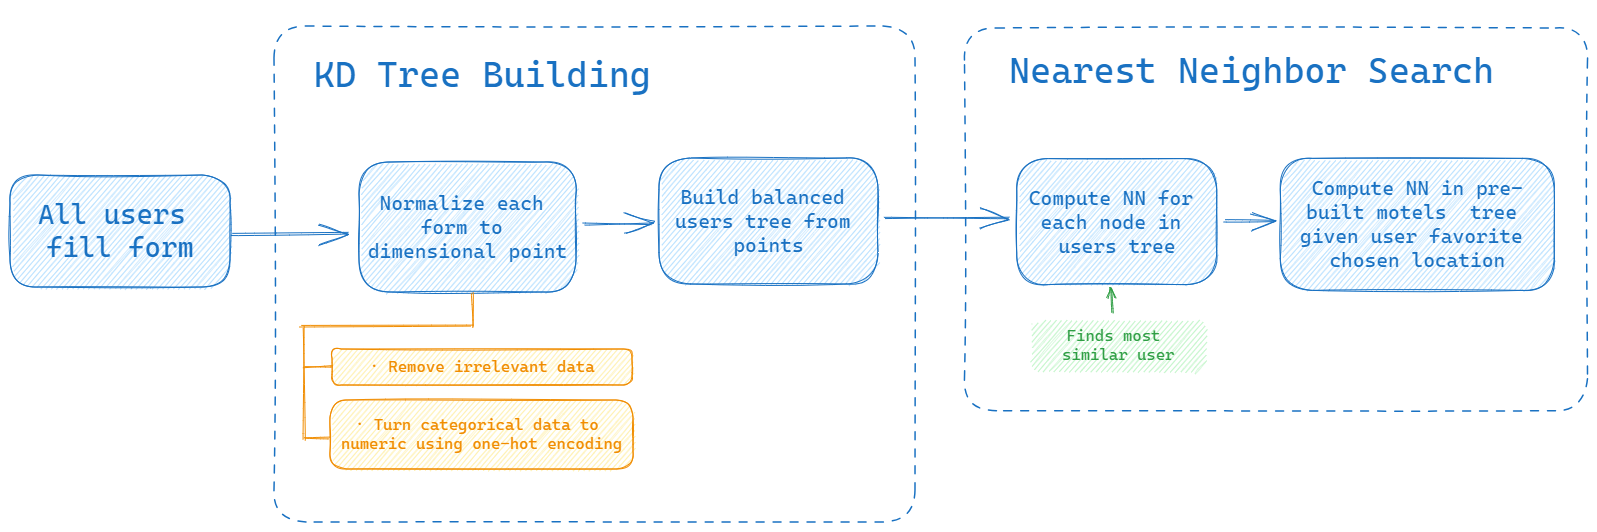 KD Tree Building
Nearest Neighbor Search
All users
fill form
Normalize each
form to
dimensional point
Build balanced
users tree from
points
Compute NN for
each node in
users tree
Compute NN in pre-
built motels tree
given user favorite
chosen location
· Remove irrelevant data
· Turn categorical data to
numeric using one-hot encoding
Finds most
similar user